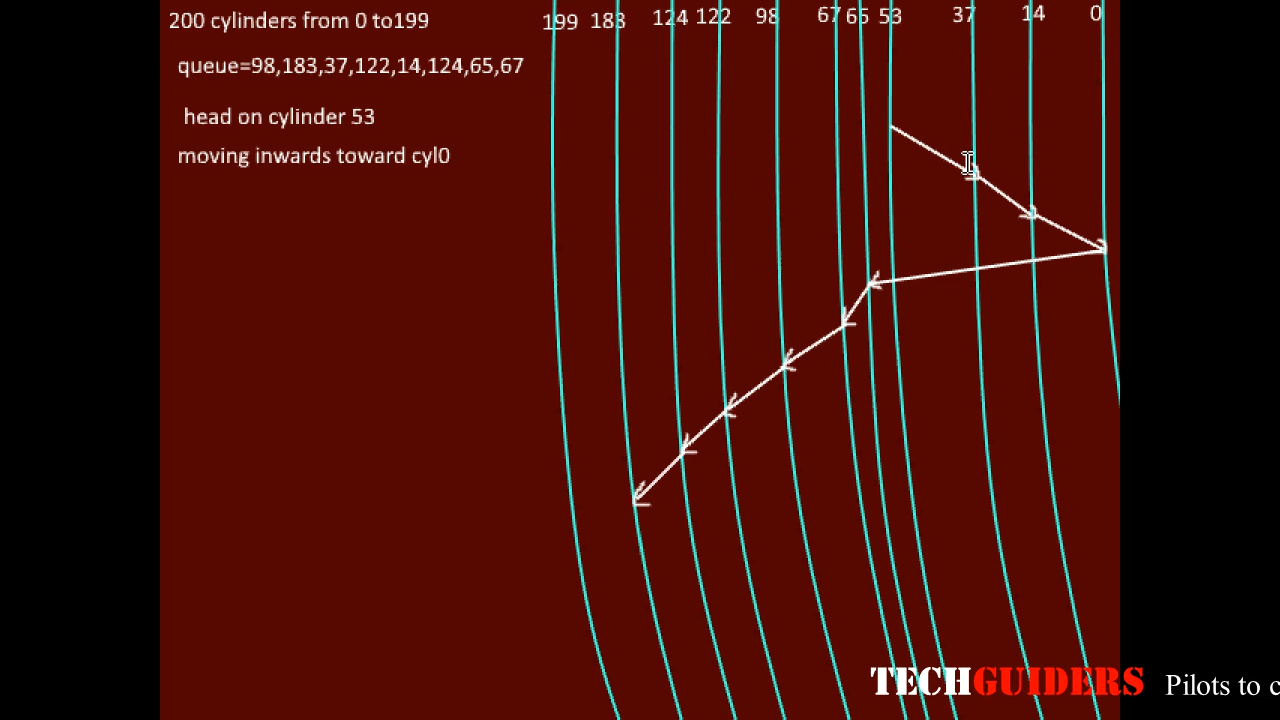 200 cylinders from 0 to199
199 183 124 122 98 67 65 53 37 14 0
queue=98,183,37,122,14,124,65,67
head on cylinder 53
moving inwards toward cyl0
TECHGUIDERS Pilots to c